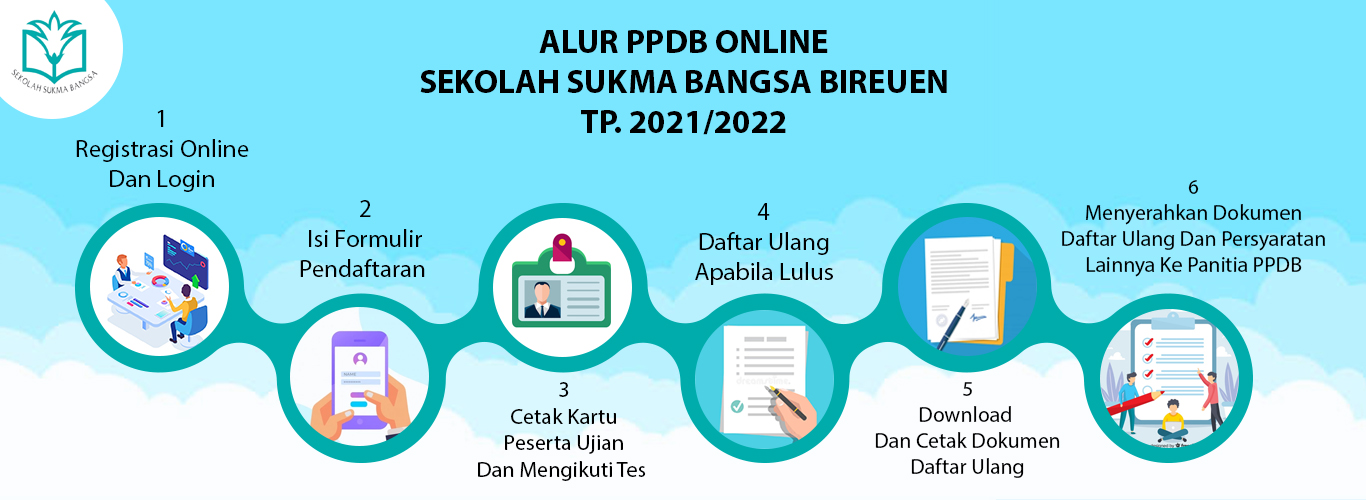 SEKOLAH SUKMA BANGSA
ALUR PPDB ONLINE
SEKOLAH SUKMA BANGSA BIREUEN
TP. 2021/2022
1
Registrasi Online
Dan Login
2
Isi Formulir
Pendaftaran
NAME
3
Cetak Kartu
Peserta Ujian
Dan Mengikuti Tes
4
Daftar Ulang
Apabila Lulus
5
Download
Dan Cetak Dokumen
Daftar Ulang
6
Menyerahkan Dokumen
Daftar Ulang Dan Persyaratan
Lainnya Ke Panitia PPDB